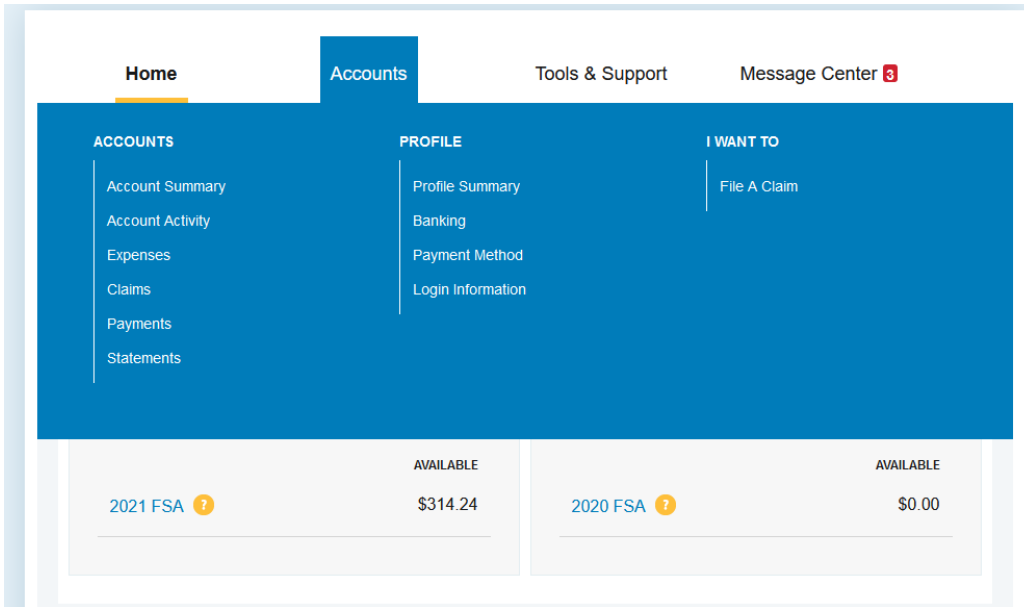 Home
Accounts
Tools & Support
Message Center 3
ACCOUNTS
Account Summary
Account Activity
Expenses
Claims
Payments
Statements
PROFILE
Profile Summary
Banking
Payment Method
Login Information
I WANT TO
File A Claim
AVAILABLE
2021 FSA ? $314.24
AVAILABLE
2020 FSA ? $0.00